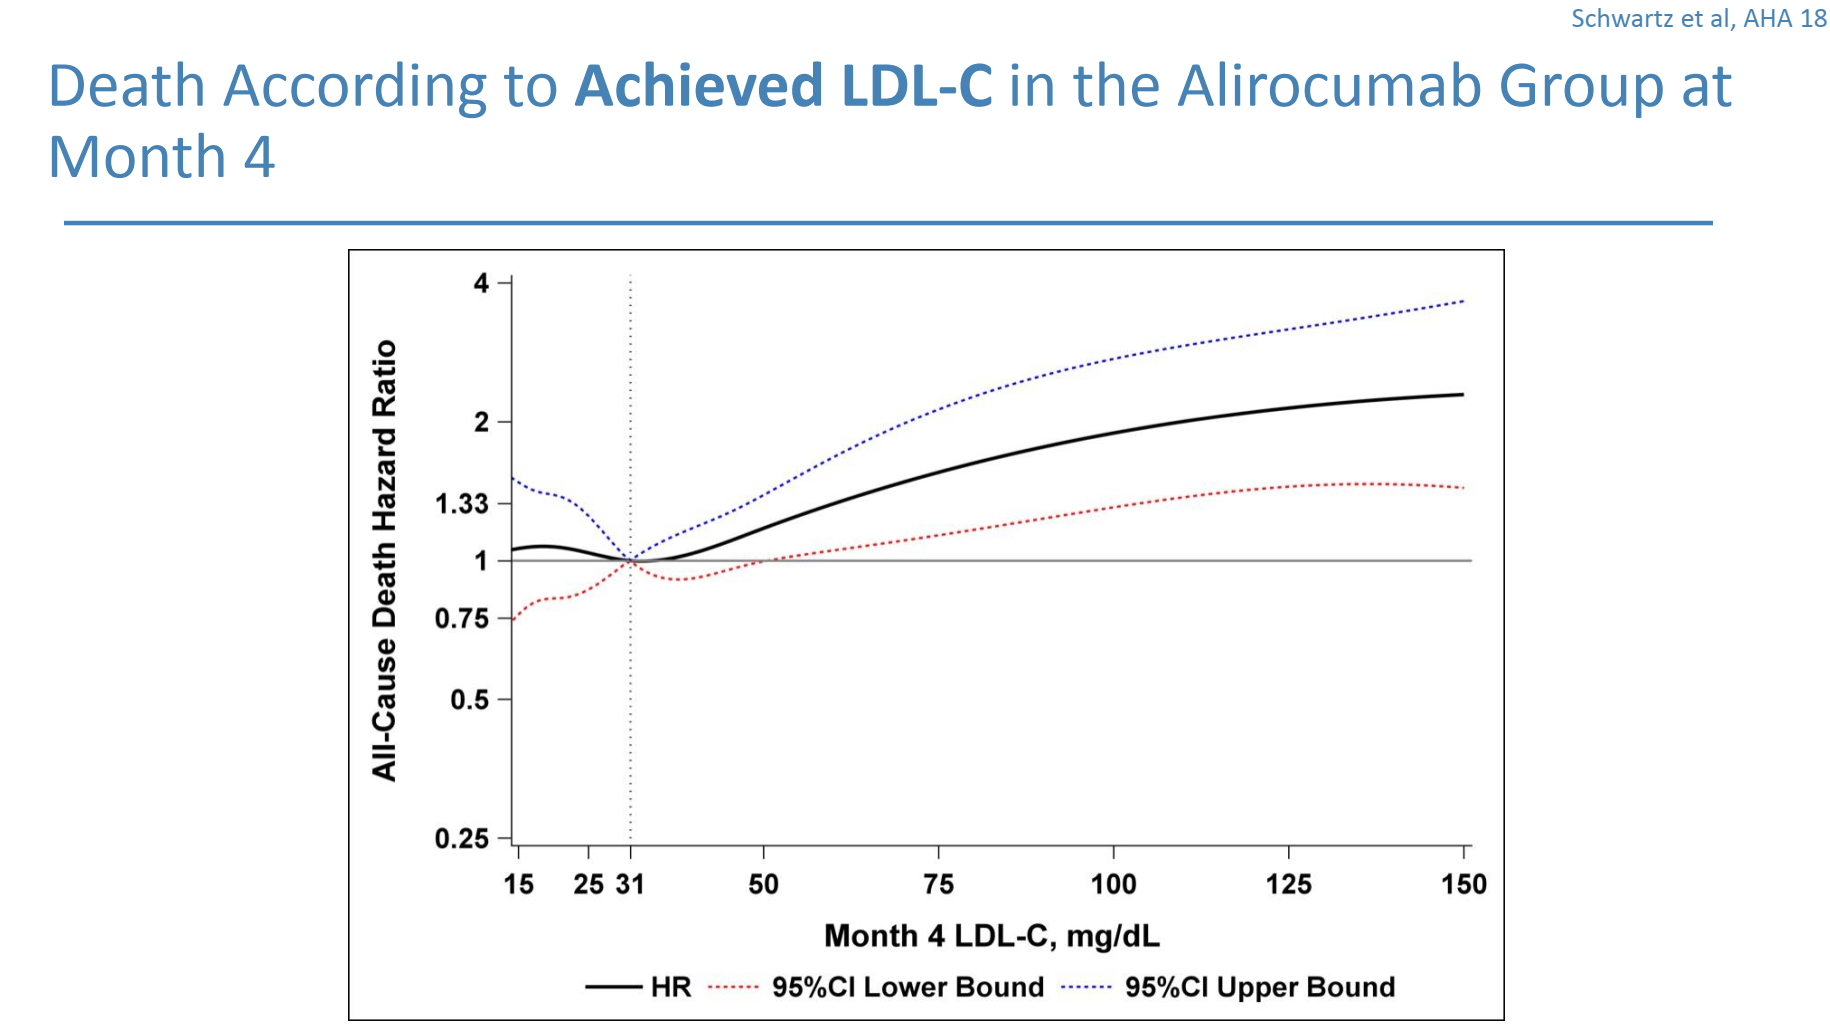 Schwartz et al, AHA 18
Death According to Achieved LDL-C in the Alirocumab Group at
Month 4
All-Cause Death Hazard Ratio
4
2
1.33
1
0.75
0.5
0.25
15 25 31 50 75 100 125 150
Month 4 LDL-C, mg/dL
HR 95%CI Lower Bound 95%CI Upper Bound